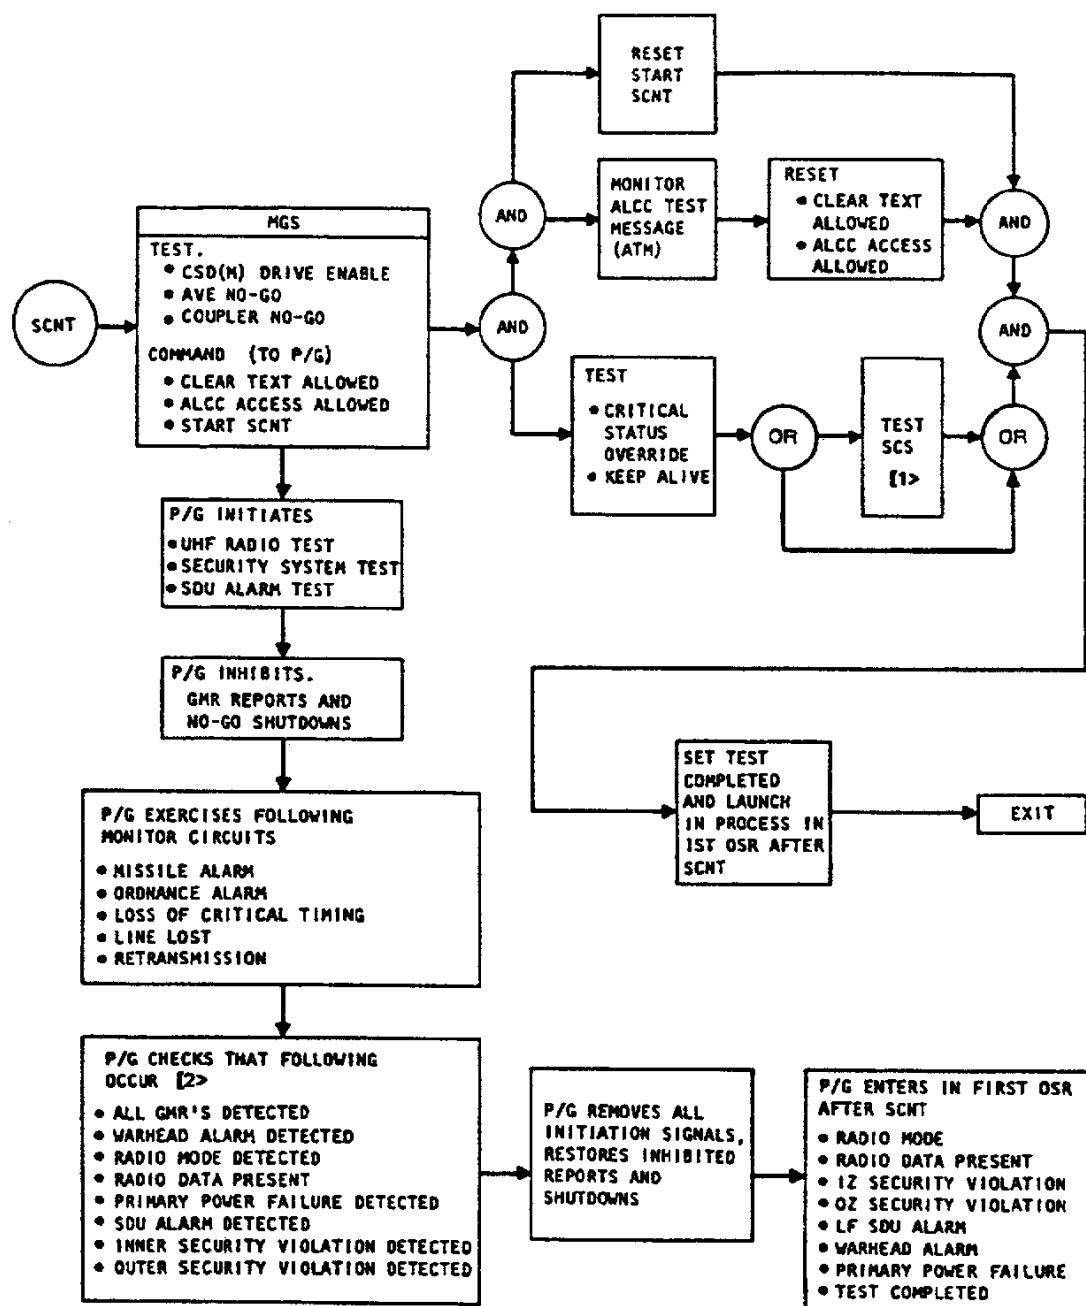 RESET
START
SCNT
AND
MONITOR
ALCC TEST
MESSAGE
(ATM)
RESET
• CLEAR TEXT
ALLOWED
• ALCC ACCESS
ALLOWED
AND
SCNT
MGS
TEST.
• CSD(M) DRIVE ENABLE
• AVE NO-GO
• COUPLER NO-GO
COMMAND (TO P/G)
• CLEAR TEXT ALLOWED
• ALCC ACCESS ALLOWED
• START SCNT
AND
AND
TEST
• CRITICAL
STATUS
OVERRIDE
• KEEP ALIVE
OR
TEST
SCS
[1>
OR
P/G INITIATES
• UHF RADIO TEST
• SECURITY SYSTEM TEST
• SDU ALARM TEST
P/G INHIBITS.
GMR REPORTS AND
NO-GO SHUTDOWNS
SET TEST
COMPLETED
AND LAUNCH
IN PROCESS IN
1ST OSR AFTER
SCNT
EXIT
P/G EXERCISES FOLLOWING
MONITOR CIRCUITS
• MISSILE ALARM
• ORDNANCE ALARM
• LOSS OF CRITICAL TIMING
• LINE LOST
• RETRANSMISSION
P/G CHECKS THAT FOLLOWING
OCCUR [2>
• ALL GMR'S DETECTED
• WARHEAD ALARM DETECTED
• RADIO MODE DETECTED
• RADIO DATA PRESENT
• PRIMARY POWER FAILURE DETECTED
• SDU ALARM DETECTED
• INNER SECURITY VIOLATION DETECTED
• OUTER SECURITY VIOLATION DETECTED
P/G REMOVES ALL
INITIATION SIGNALS,
RESTORES INHIBITED
REPORTS AND
SHUTDOWNS
P/G ENTERS IN FIRST OSR
AFTER SCNT
• RADIO MODE
• RADIO DATA PRESENT
• IZ SECURITY VIOLATION
• OZ SECURITY VIOLATION
• LF SDU ALARM
• WARHEAD ALARM
• PRIMARY POWER FAILURE
• TEST COMPLETED